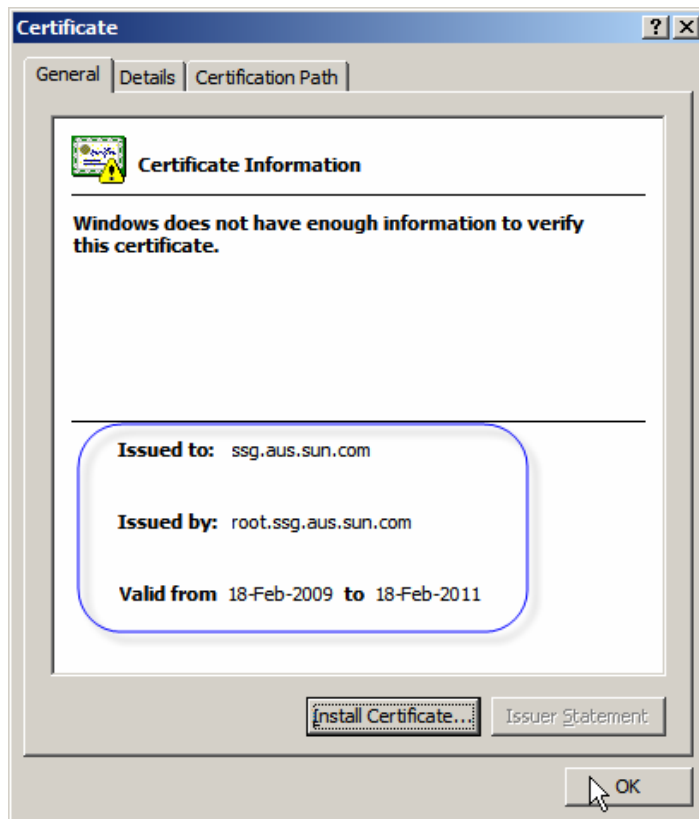 Certificate
General Details Certification Path
Certificate Information
Windows does not have enough information to verify
this certificate.
Issued to: ssg.aus.sun.com
Issued by: root.ssg.aus.sun.com
Valid from 18-Feb-2009 to 18-Feb-2011
Install Certificate... Issuer Statement
OK